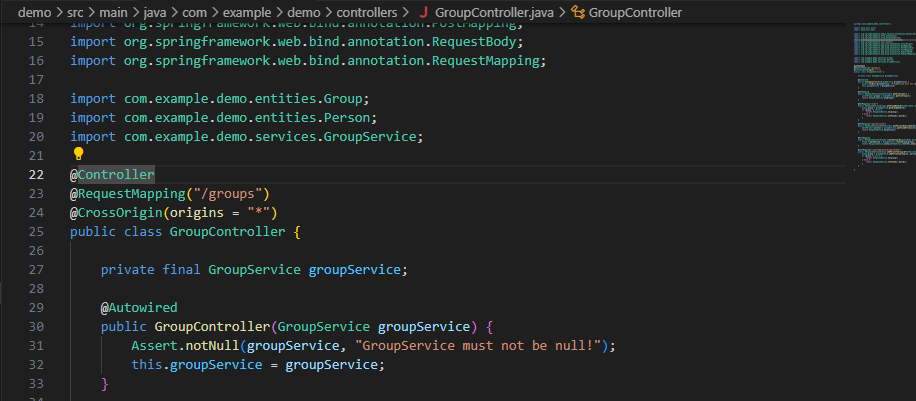 demo > src > main > java > com > example > demo > controllers > J GroupController.java > GroupController
14 import org.springframework.web.bind.annotation.PostMapping;
15 import org.springframework.web.bind.annotation.RequestBody;
16 import org.springframework.web.bind.annotation.RequestMapping;
17
18 import com.example.demo.entities.Group;
19 import com.example.demo.entities.Person;
20 import com.example.demo.services.GroupService;
21
22 @Controller
23 @RequestMapping("/groups")
24 @CrossOrigin(origins = "*")
25 public class GroupController {
26
27 private final GroupService groupService;
28
29 @Autowired
30 public GroupController(GroupService groupService) {
31 Assert.notNull(groupService, "GroupService must not be null!");
32 this.groupService = groupService;
33 }
34